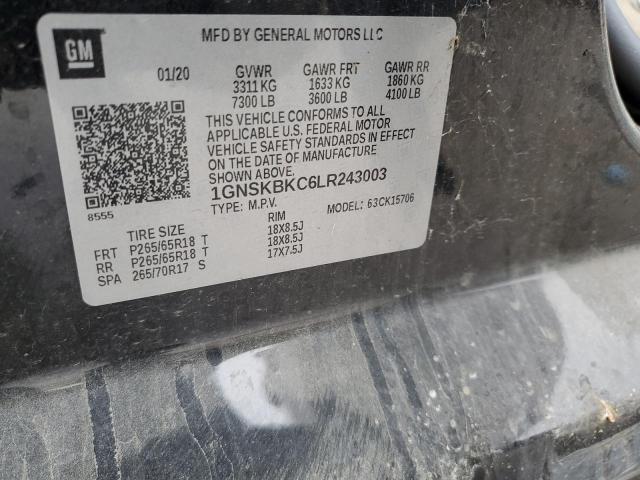 GM
MFD BY GENERAL MOTORS LLC
01/20 GVWR GAWR FRT GAWR RR
3311 KG 1633 KG 1860 KG
7300 LB 3600 LB 4100 LB
THIS VEHICLE CONFORMS TO ALL
APPLICABLE U.S. FEDERAL MOTOR
VEHICLE SAFETY STANDARDS IN EFFECT
ON THE DATE OF MANUFACTURE
SHOWN ABOVE.
1GNSKBKC6LR243003
8555
TYPE: M.P.V. MODEL: 63CK15706
TIRE SIZE RIM
FRT P265/65R18 T 18X8.5J
RR P265/65R18 T 18X8.5J
SPA 265/70R17 S 17X7.5J